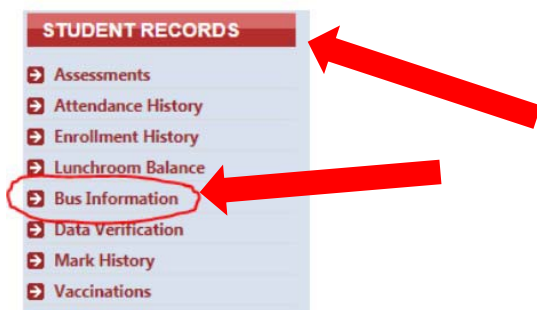 STUDENT RECORDS
Assessments
Attendance History
Enrollment History
Lunchroom Balance
Bus Information
Data Verification
Mark History
Vaccinations